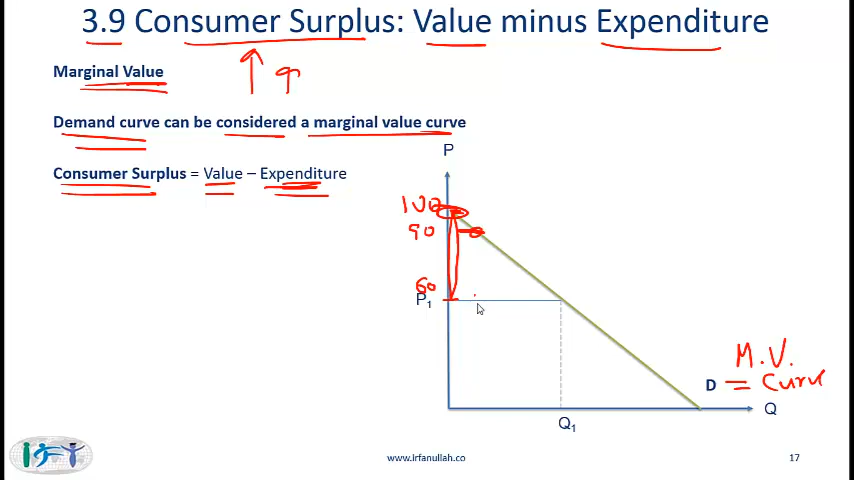 3.9 Consumer Surplus: Value minus Expenditure
Marginal Value
Demand curve can be considered a marginal value curve
Consumer Surplus = Value – Expenditure
P
100
90
60
P1
M.V.
D = Curve
Q
Q1
www.irfanullah.co
17